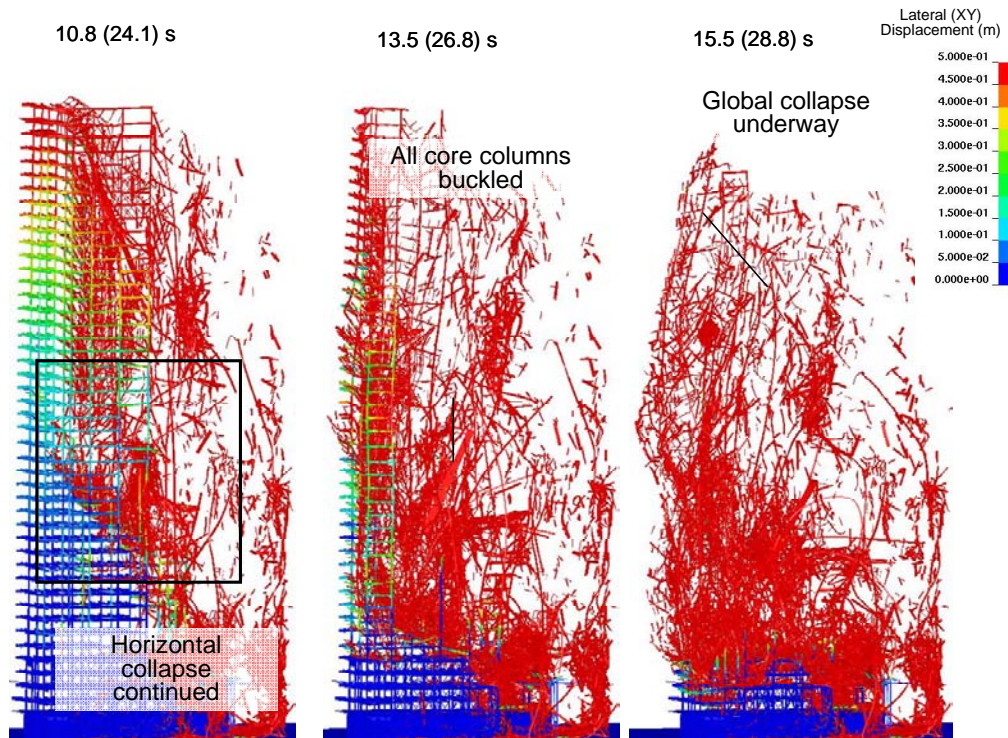 10.8 (24.1) s
13.5 (26.8) s
15.5 (28.8) s
Lateral (XY)
Displacement (m)
5.000e-01
4.500e-01
4.000e-01
3.500e-01
3.000e-01
2.500e-01
2.000e-01
1.500e-01
1.000e-01
5.000e-02
0.000e+00
Global collapse
underway
All core columns
buckled
Horizontal
collapse
continued